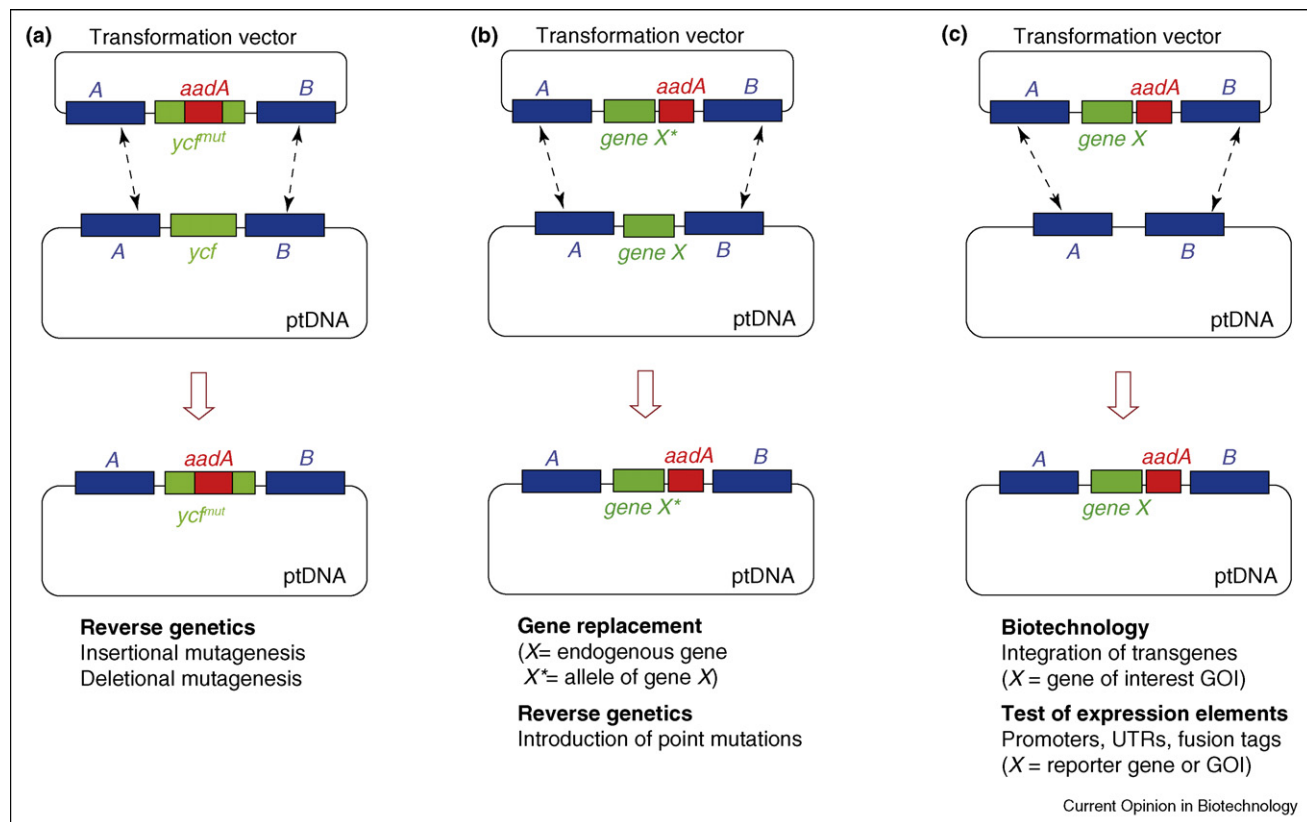 (a)
Transformation vector
A aadA B
ycf^mut
A ycf B
ptDNA
A aadA B
ycf^mut
ptDNA
Reverse genetics
Insertional mutagenesis
Deletional mutagenesis
(b)
Transformation vector
A aadA B
gene X*
A gene X B
ptDNA
A aadA B
gene X*
ptDNA
Gene replacement
(X= endogenous gene
X*= allele of gene X)
Reverse genetics
Introduction of point mutations
(c)
Transformation vector
A aadA B
gene X
A B
ptDNA
A aadA B
gene X
ptDNA
Biotechnology
Integration of transgenes
(X = gene of interest GOI)
Test of expression elements
Promoters, UTRs, fusion tags
(X = reporter gene or GOI)
Current Opinion in Biotechnology